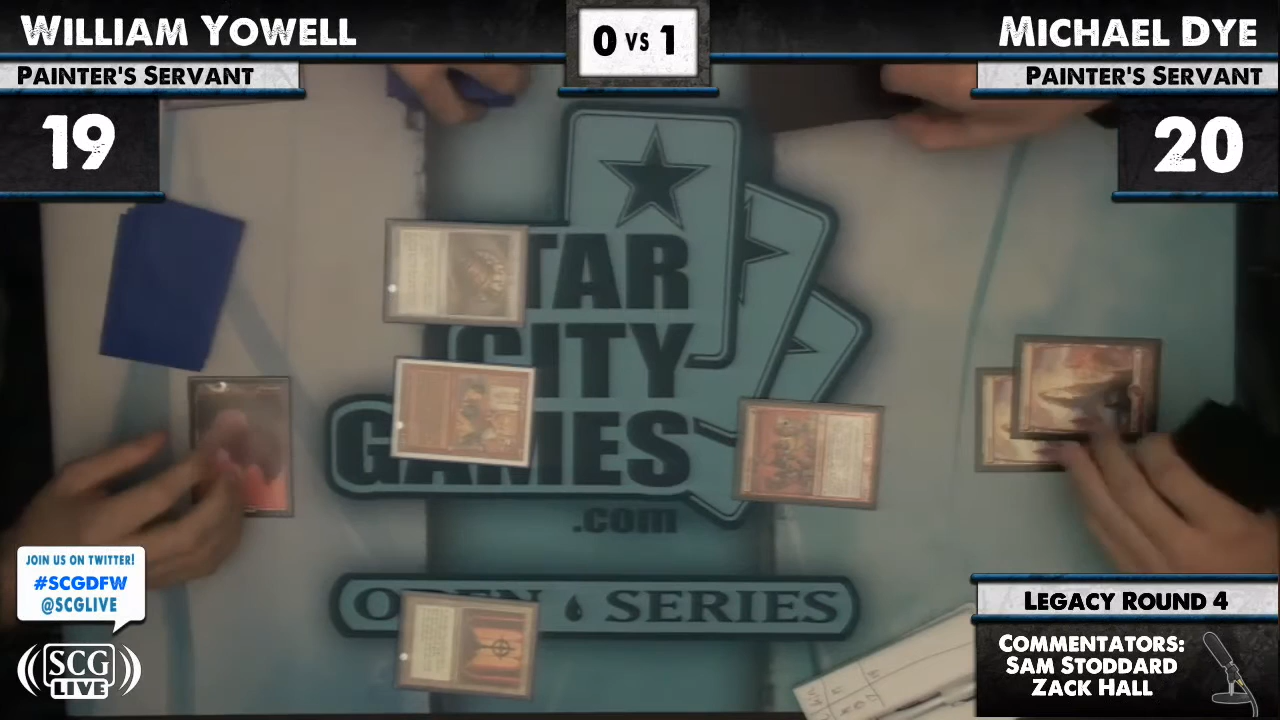 WILLIAM YOWELL
0 VS 1
MICHAEL DYE
PAINTER'S SERVANT
PAINTER'S SERVANT
19
20
STAR
CITY
GAMES
.com
OPEN SERIES
JOIN US ON TWITTER!
#SCGDFW
@SCGLIVE
SCG
LIVE
LEGACY ROUND 4
COMMENTATORS:
SAM STODDARD
ZACK HALL